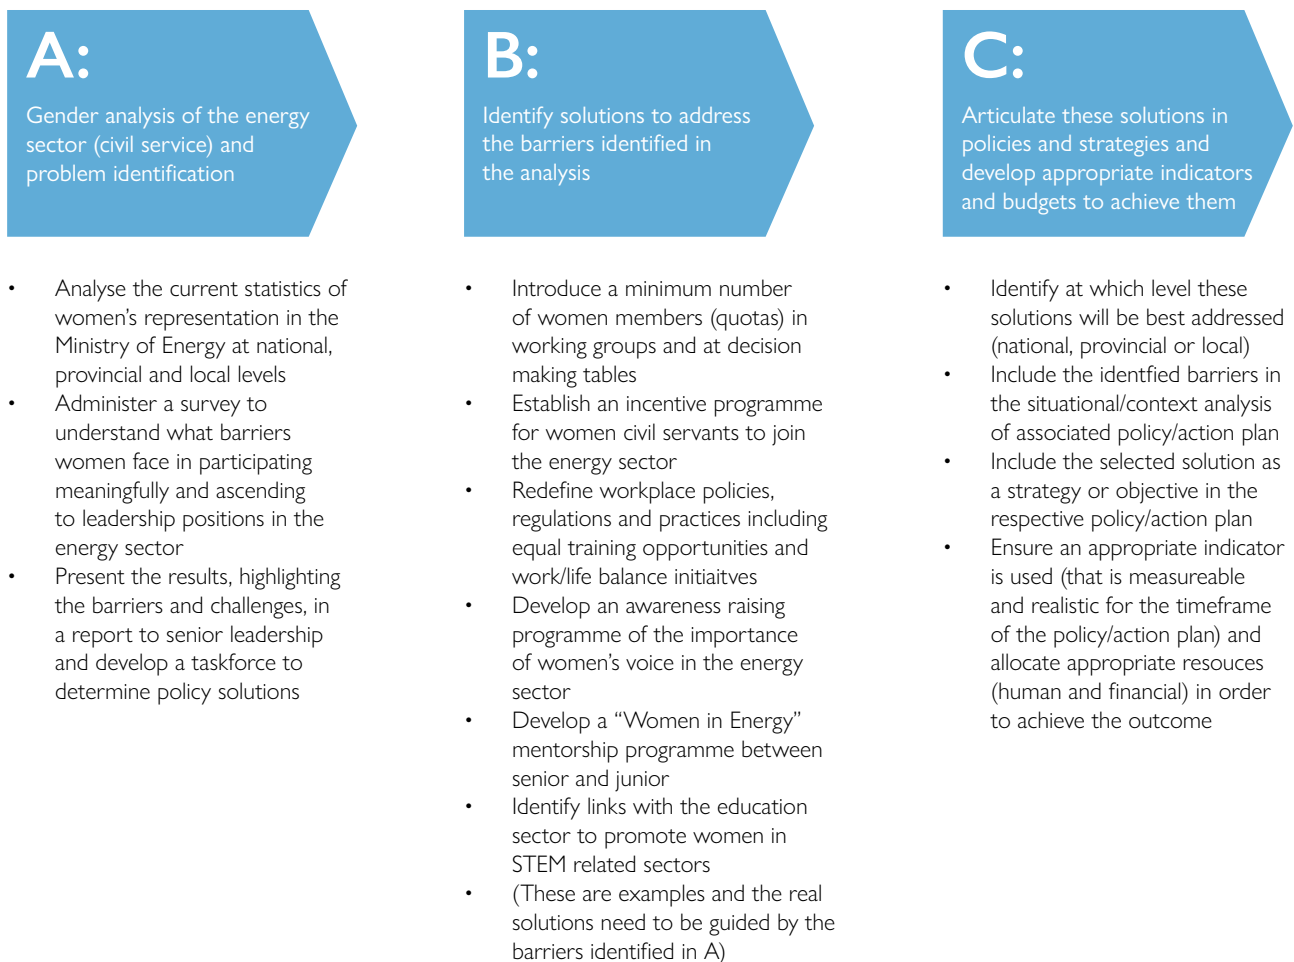 A:
Gender analysis of the energy
sector (civil service) and
problem identification
• Analyse the current statistics of
women's representation in the
Ministry of Energy at national,
provincial and local levels
• Administer a survey to
understand what barriers
women face in participating
meaningfully and ascending
to leadership positions in the
energy sector
• Present the results, highlighting
the barriers and challenges, in
a report to senior leadership
and develop a taskforce to
determine policy solutions
B:
Identify solutions to address
the barriers identified in
the analysis
• Introduce a minimum number
of women members (quotas) in
working groups and at decision
making tables
• Establish an incentive programme
for women civil servants to join
the energy sector
• Redefine workplace policies,
regulations and practices including
equal training opportunities and
work/life balance initiaitves
• Develop an awareness raising
programme of the importance
of women's voice in the energy
sector
• Develop a “Women in Energy”
mentorship programme between
senior and junior
• Identify links with the education
sector to promote women in
STEM related sectors
• (These are examples and the real
solutions need to be guided by the
barriers identified in A)
C:
Articulate these solutions in
policies and strategies and
develop appropriate indicators
and budgets to achieve them
• Identify at which level these
solutions will be best addressed
(national, provincial or local)
• Include the identfied barriers in
the situational/context analysis
of associated policy/action plan
• Include the selected solution as
a strategy or objective in the
respective policy/action plan
• Ensure an appropriate indicator
is used (that is measureable
and realistic for the timeframe
of the policy/action plan) and
allocate appropriate resouces
(human and financial) in order
to achieve the outcome